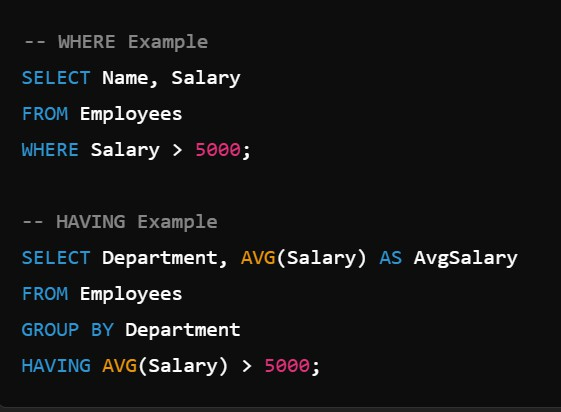 -- WHERE Example
SELECT Name, Salary
FROM Employees
WHERE Salary > 5000;
-- HAVING Example
SELECT Department, AVG(Salary) AS AvgSalary
FROM Employees
GROUP BY Department
HAVING AVG(Salary) > 5000;